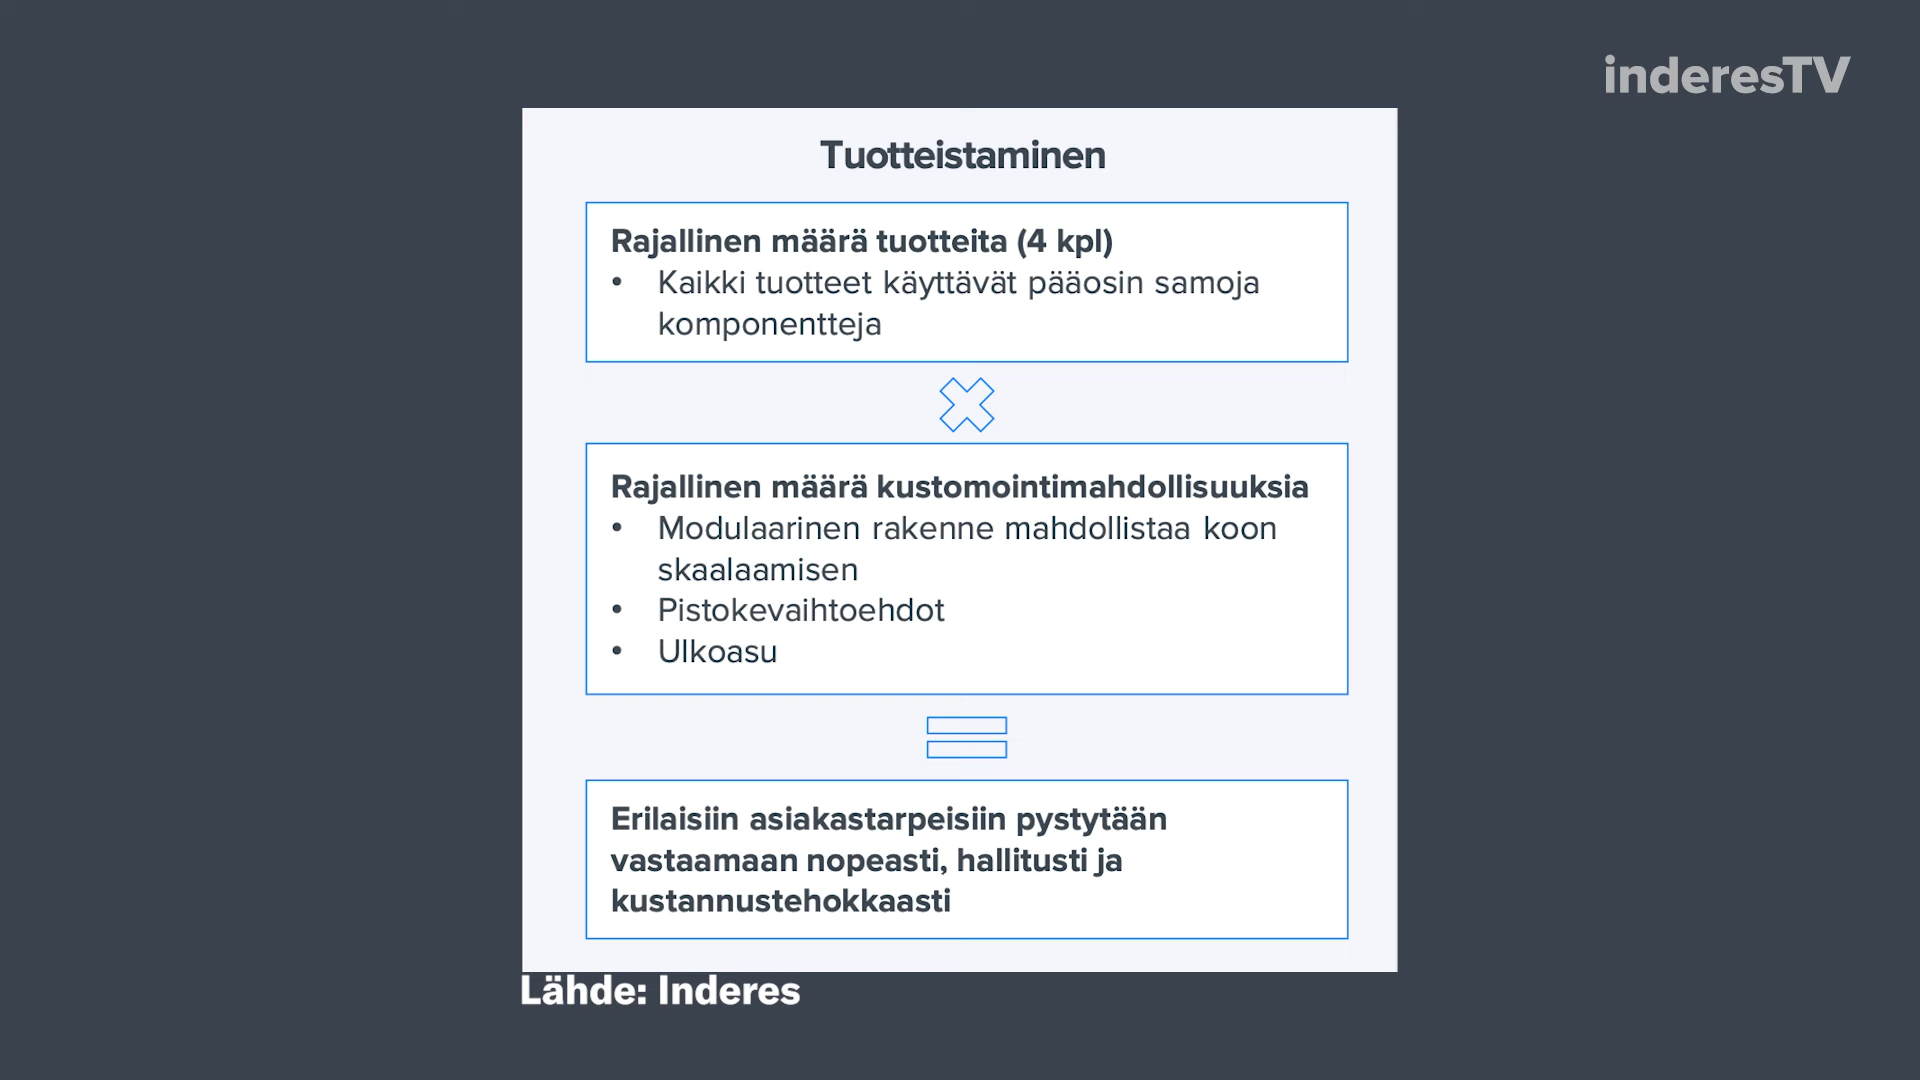 inderesTV
Tuotteistaminen
Rajallinen määrä tuotteita (4 kpl)
• Kaikki tuotteet käyttävät pääosin samoja
komponentteja
Rajallinen määrä kustomointimahdollisuuksia
• Modulaarinen rakenne mahdollistaa koon
skaalaamisen
• Pistokevaihtoehdot
• Ulkoasu
Erilaisiin asiakastarpeisiin pystytään
vastaamaan nopeasti, hallitusti ja
kustannustehokkaasti
Lähde: Inderes